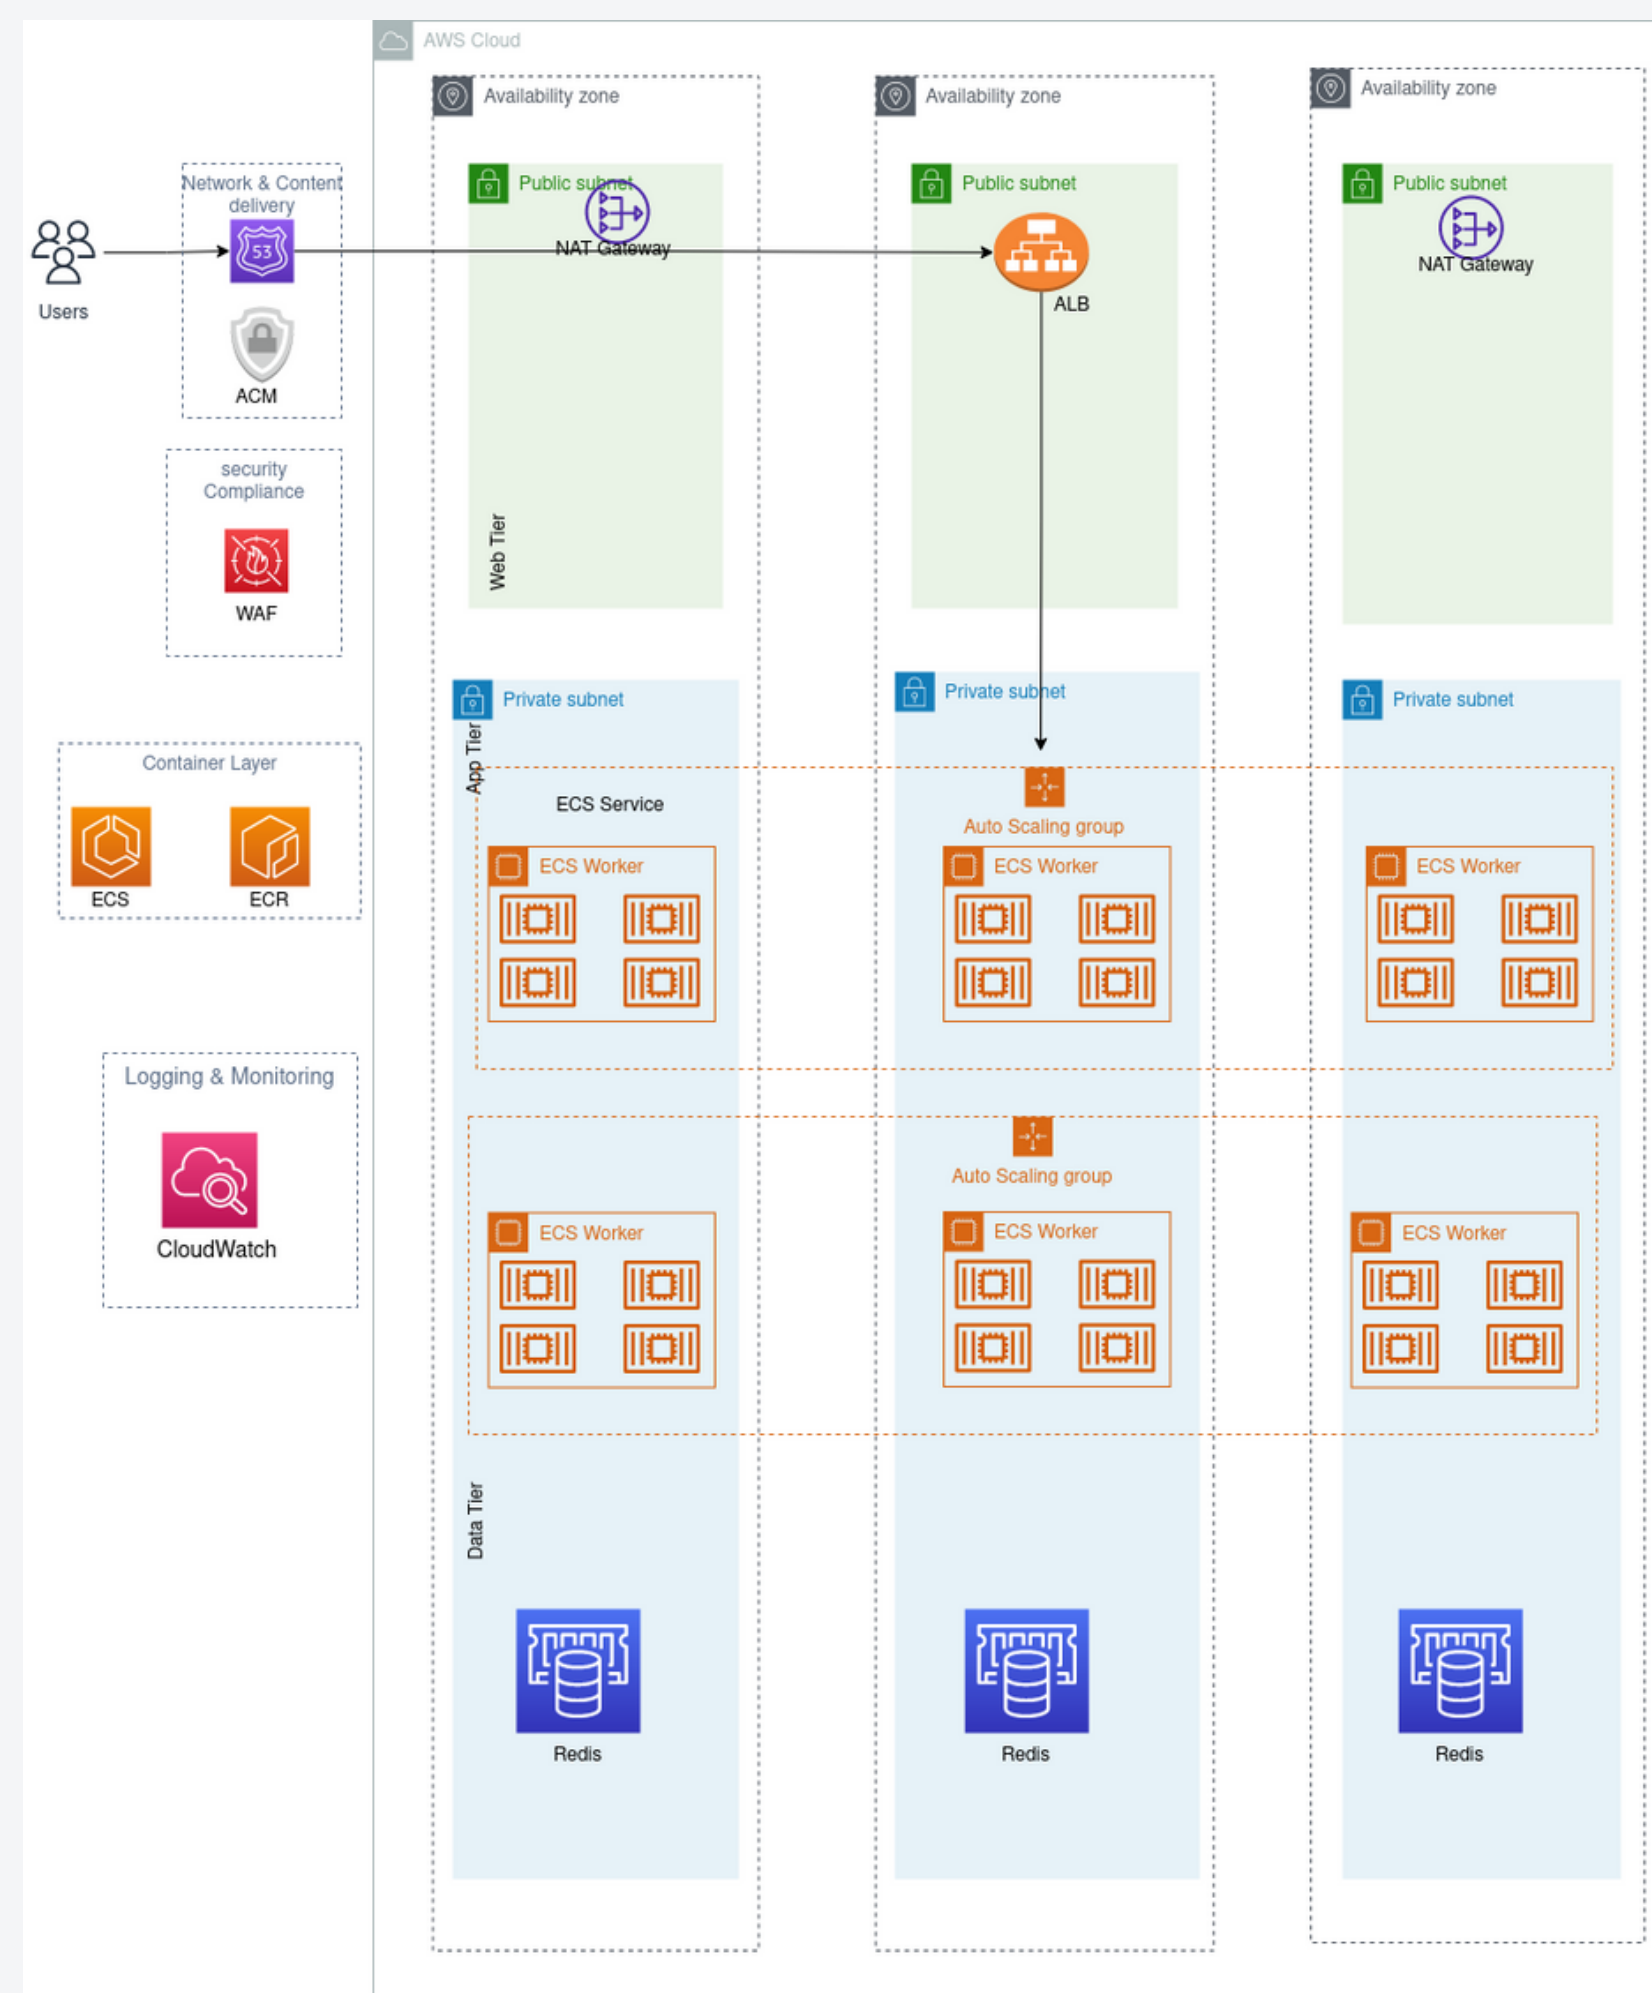 AWS Cloud
Availability zone
Availability zone
Availability zone
Network & Content
delivery
53
Users
ACM
Public subnet
NAT Gateway
Public subnet
ALB
Public subnet
NAT Gateway
security
Compliance
WAF
Web Tier
Private subnet
Private subnet
Private subnet
App Tier
Container Layer
ECS
ECR
ECS Service
Auto Scaling group
ECS Worker
ECS Worker
ECS Worker
Logging & Monitoring
CloudWatch
Auto Scaling group
ECS Worker
ECS Worker
ECS Worker
Data Tier
Redis
Redis
Redis